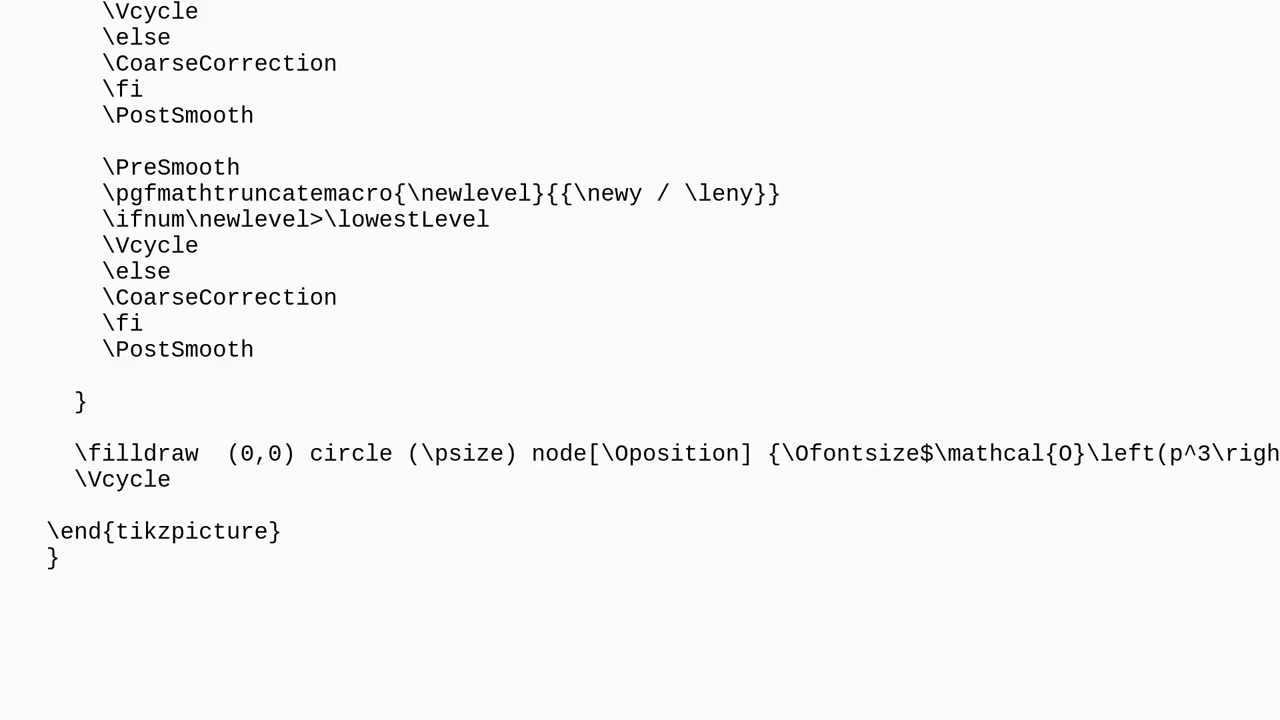 \Vcycle
\else
\CoarseCorrection
\fi
\PostSmooth
\PreSmooth
\pgfmathtruncatemacro{\newlevel}{{\newy / \leny}}
\ifnum\newlevel>\lowestLevel
\Vcycle
\else
\CoarseCorrection
\fi
\PostSmooth
}
\filldraw  (0,0) circle (\psize) node[\Oposition] {\Ofontsize$\mathcal{O}\left(p^3\righ
\Vcycle
\end{tikzpicture}
}